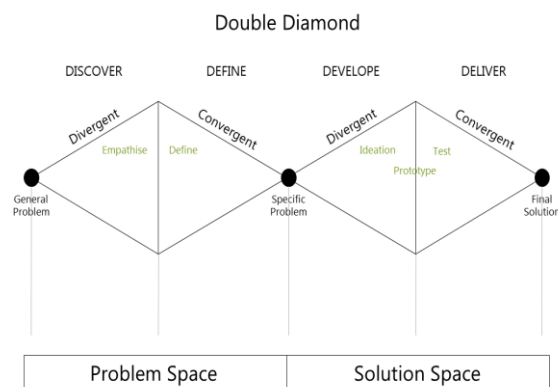 Double Diamond
DISCOVER DEFINE DEVELOPE DELIVER
Divergent Convergent Divergent Convergent
Empathise Define Ideation Test
Prototype
General
Problem
Specific
Problem
Final
Solution
Problem Space Solution Space